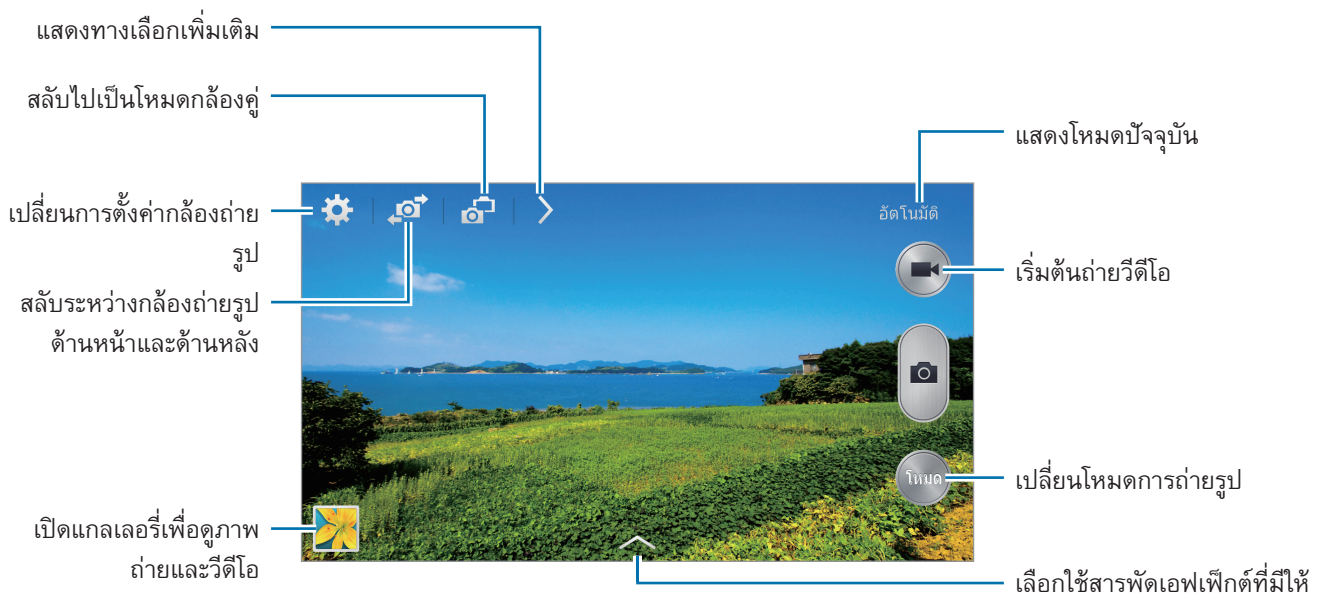 แสดงทางเลือกเพิ่มเติม
สลับไปเป็นโหมดกล้องคู่
เปลี่ยนการตั้งค่ากล้องถ่าย
รูป
สลับระหว่างกล้องถ่ายรูป
ด้านหน้าและด้านหลัง
เปิดแกลเลอรี่เพื่อดูภาพ
ถ่ายและวีดีโอ
แสดงโหมดปัจจุบัน
อัตโนมัติ
เริ่มต้นถ่ายวีดีโอ
โหมด
เปลี่ยนโหมดการถ่ายรูป
เลือกใช้สารพัดเอฟเฟ็กต์ที่มีให้